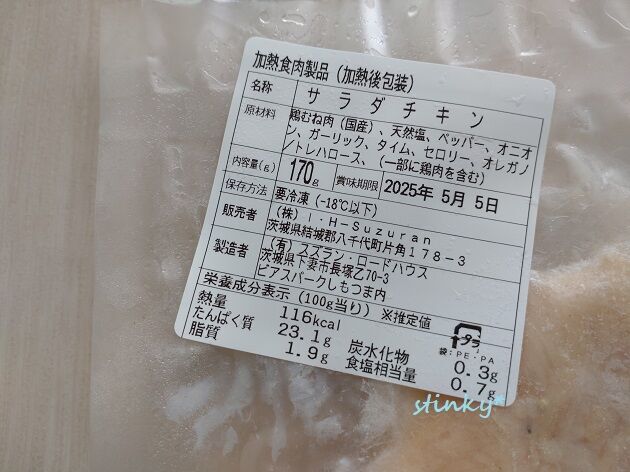 加熱食肉製品（加熱後包装）
名称 サラダチキン
原材料 鶏むね肉（国産）、天然塩、ペッパー、オニオ
ン、ガーリック、タイム、セロリー、オレガノ
／トレハロース、（一部に鶏肉を含む）
内容量(g) 170g 賞味期限 2025年 5月 5日
保存方法 要冷凍（-18℃以下）
販売者 （株）I・H-Suzuran
茨城県結城郡八千代町片角178-3
製造者 （有）スズラン・ロードハウス
茨城県下妻市長塚乙70-3
ピアスパークしもつま内
栄養成分表示（100g当り）※推定値
熱量 116kcal
たんぱく質 23.1g 炭水化物 0.3g
脂質 1.9g 食塩相当量 0.7g
プラ
袋:PE・PA
stinky*